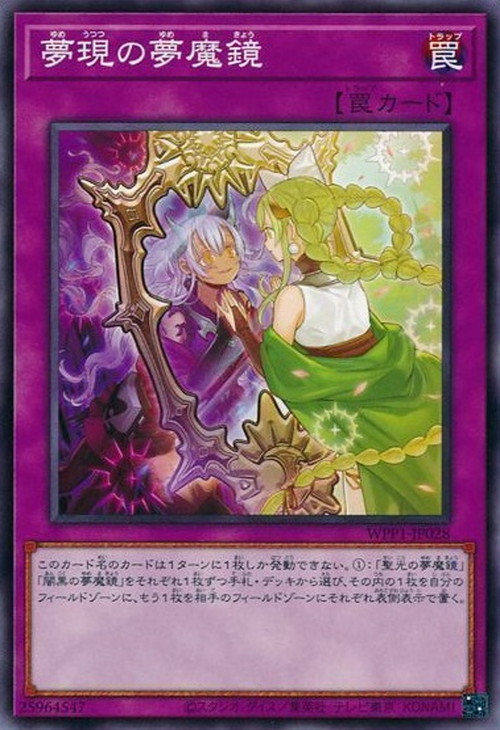 夢現の夢魔鏡
罠
【罠カード】
WPP1-JP028
このカード名のカードは1ターンに1枚しか発動できない。①:「聖光の夢魔鏡」
「闇黒の夢魔鏡」をそれぞれ1枚ずつ手札・デッキから選び、その内の1枚を自分の
フィールドゾーンに、もう1枚を相手のフィールドゾーンにそれぞれ表側表示で置く。
25964547 ©スタジオ・ダイス/集英社・テレビ東京・KONAMI